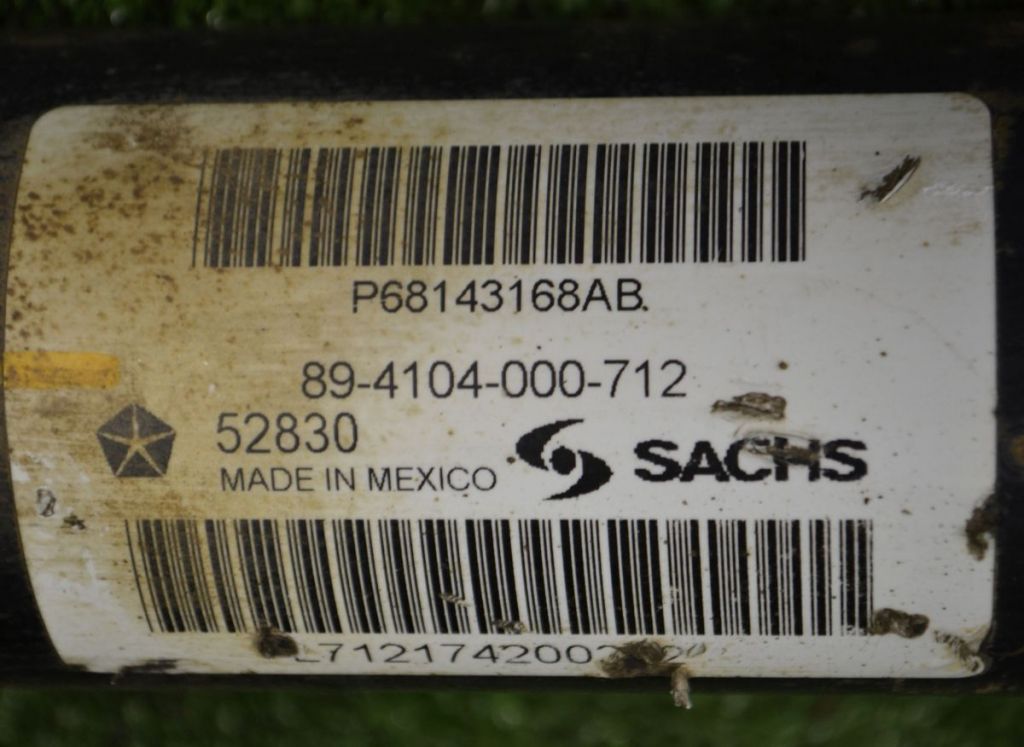 P68143168AB.
89-4104-000-712
52830
MADE IN MEXICO
SACHS